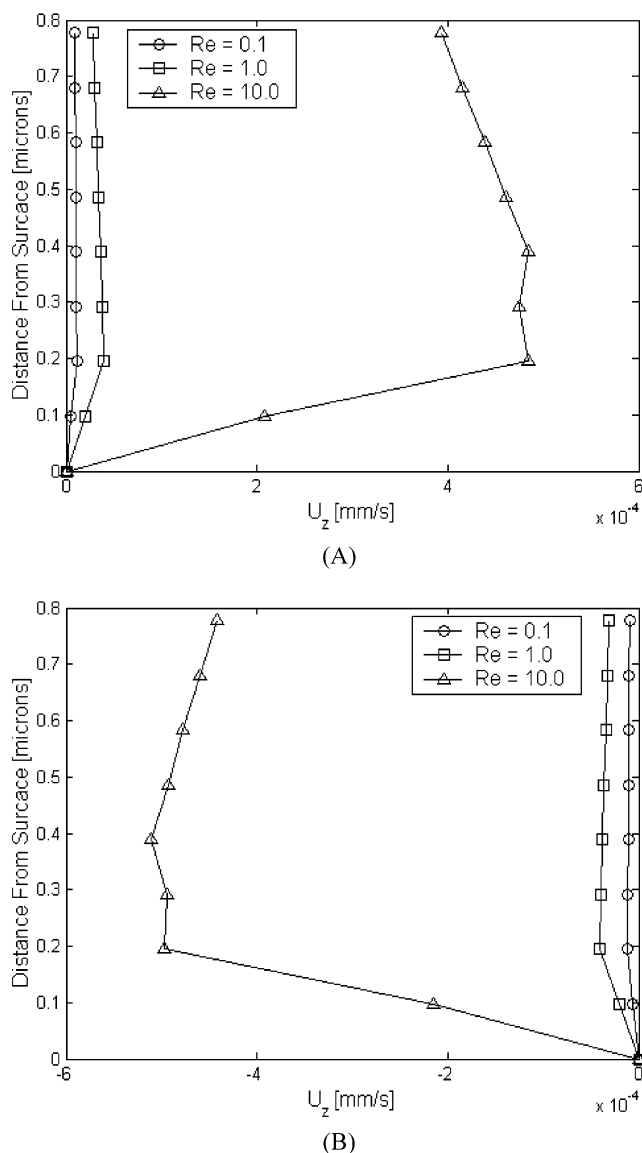 0.8
0.7
0.6
0.5
0.4
0.3
0.2
0.1
0
Distance From Surcace [microns]
Re = 0.1
Re = 1.0
Re = 10.0
0 2 4 6
U_z [mm/s]
x 10^-4
(A)
0.8
0.7
0.6
0.5
0.4
0.3
0.2
0.1
0
Distance From Surcace [microns]
Re = 0.1
Re = 1.0
Re = 10.0
-6 -4 -2 0
U_z [mm/s]
x 10^-4
(B)